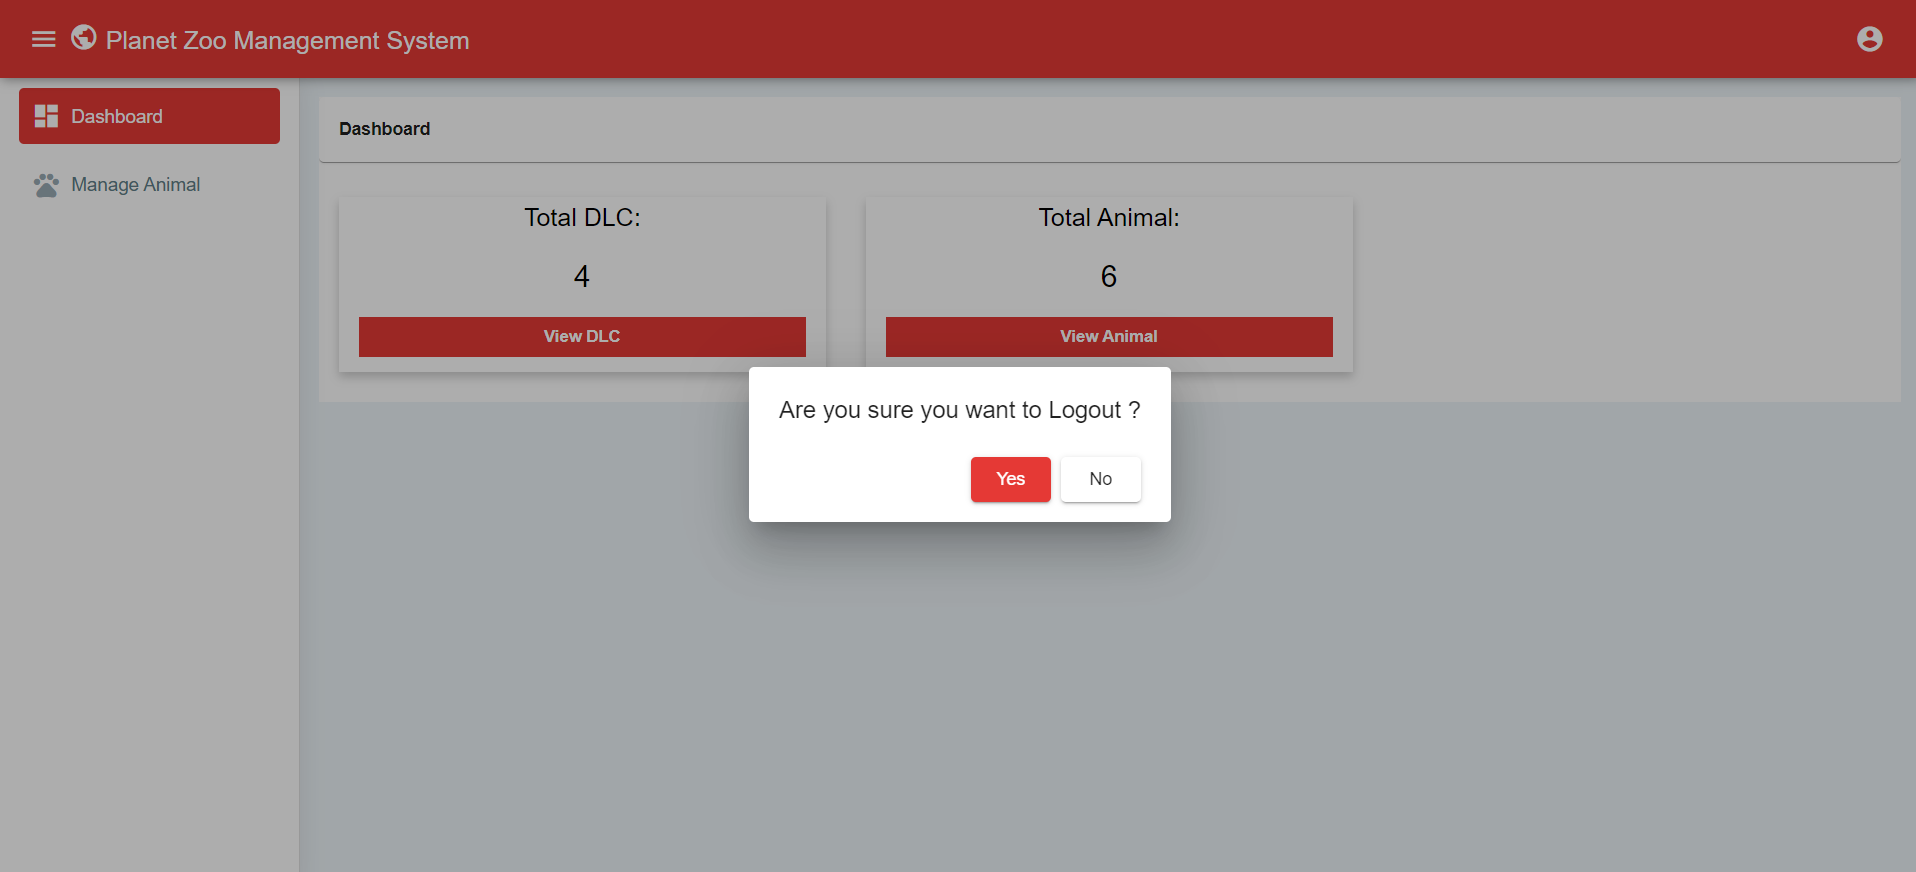 Planet Zoo Management System
Dashboard
Manage Animal
Dashboard
Total DLC:
4
View DLC
Total Animal:
6
View Animal
Are you sure you want to Logout ?
Yes
No